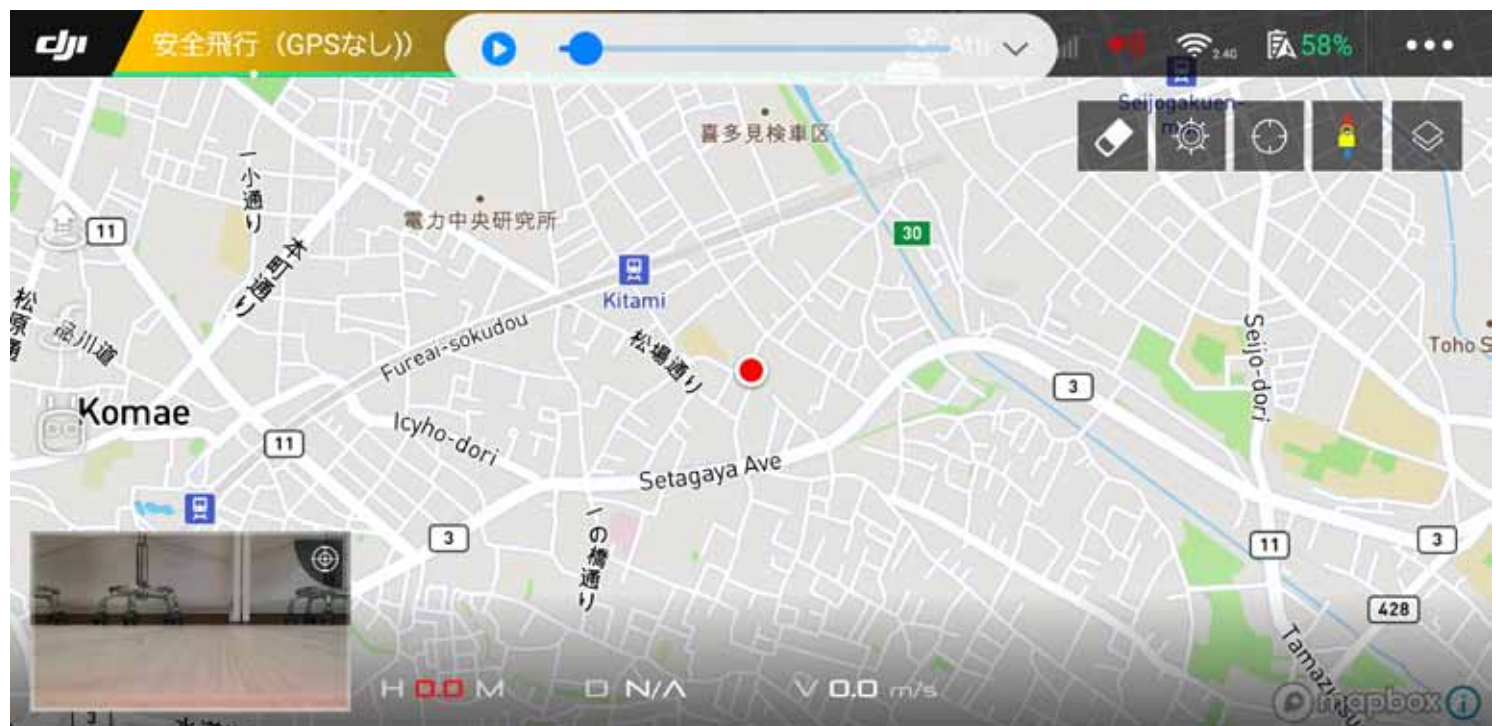 dji
安全飛行（GPSなし))
Atti
2.4G
58%
Seijogakuen-
喜多見検車区
一小通り
電力中央研究所
11
本町通り
30
Kitami
松原通
品川道
Fureai-sokudou
松場通り
Seijo-dori
Toho S
3
Komae
11
Icyho-dori
Setagaya Ave
3
一の橋通り
11
3
428
H 0.0 M
D N/A
V 0.0 m/s
mapbox
3